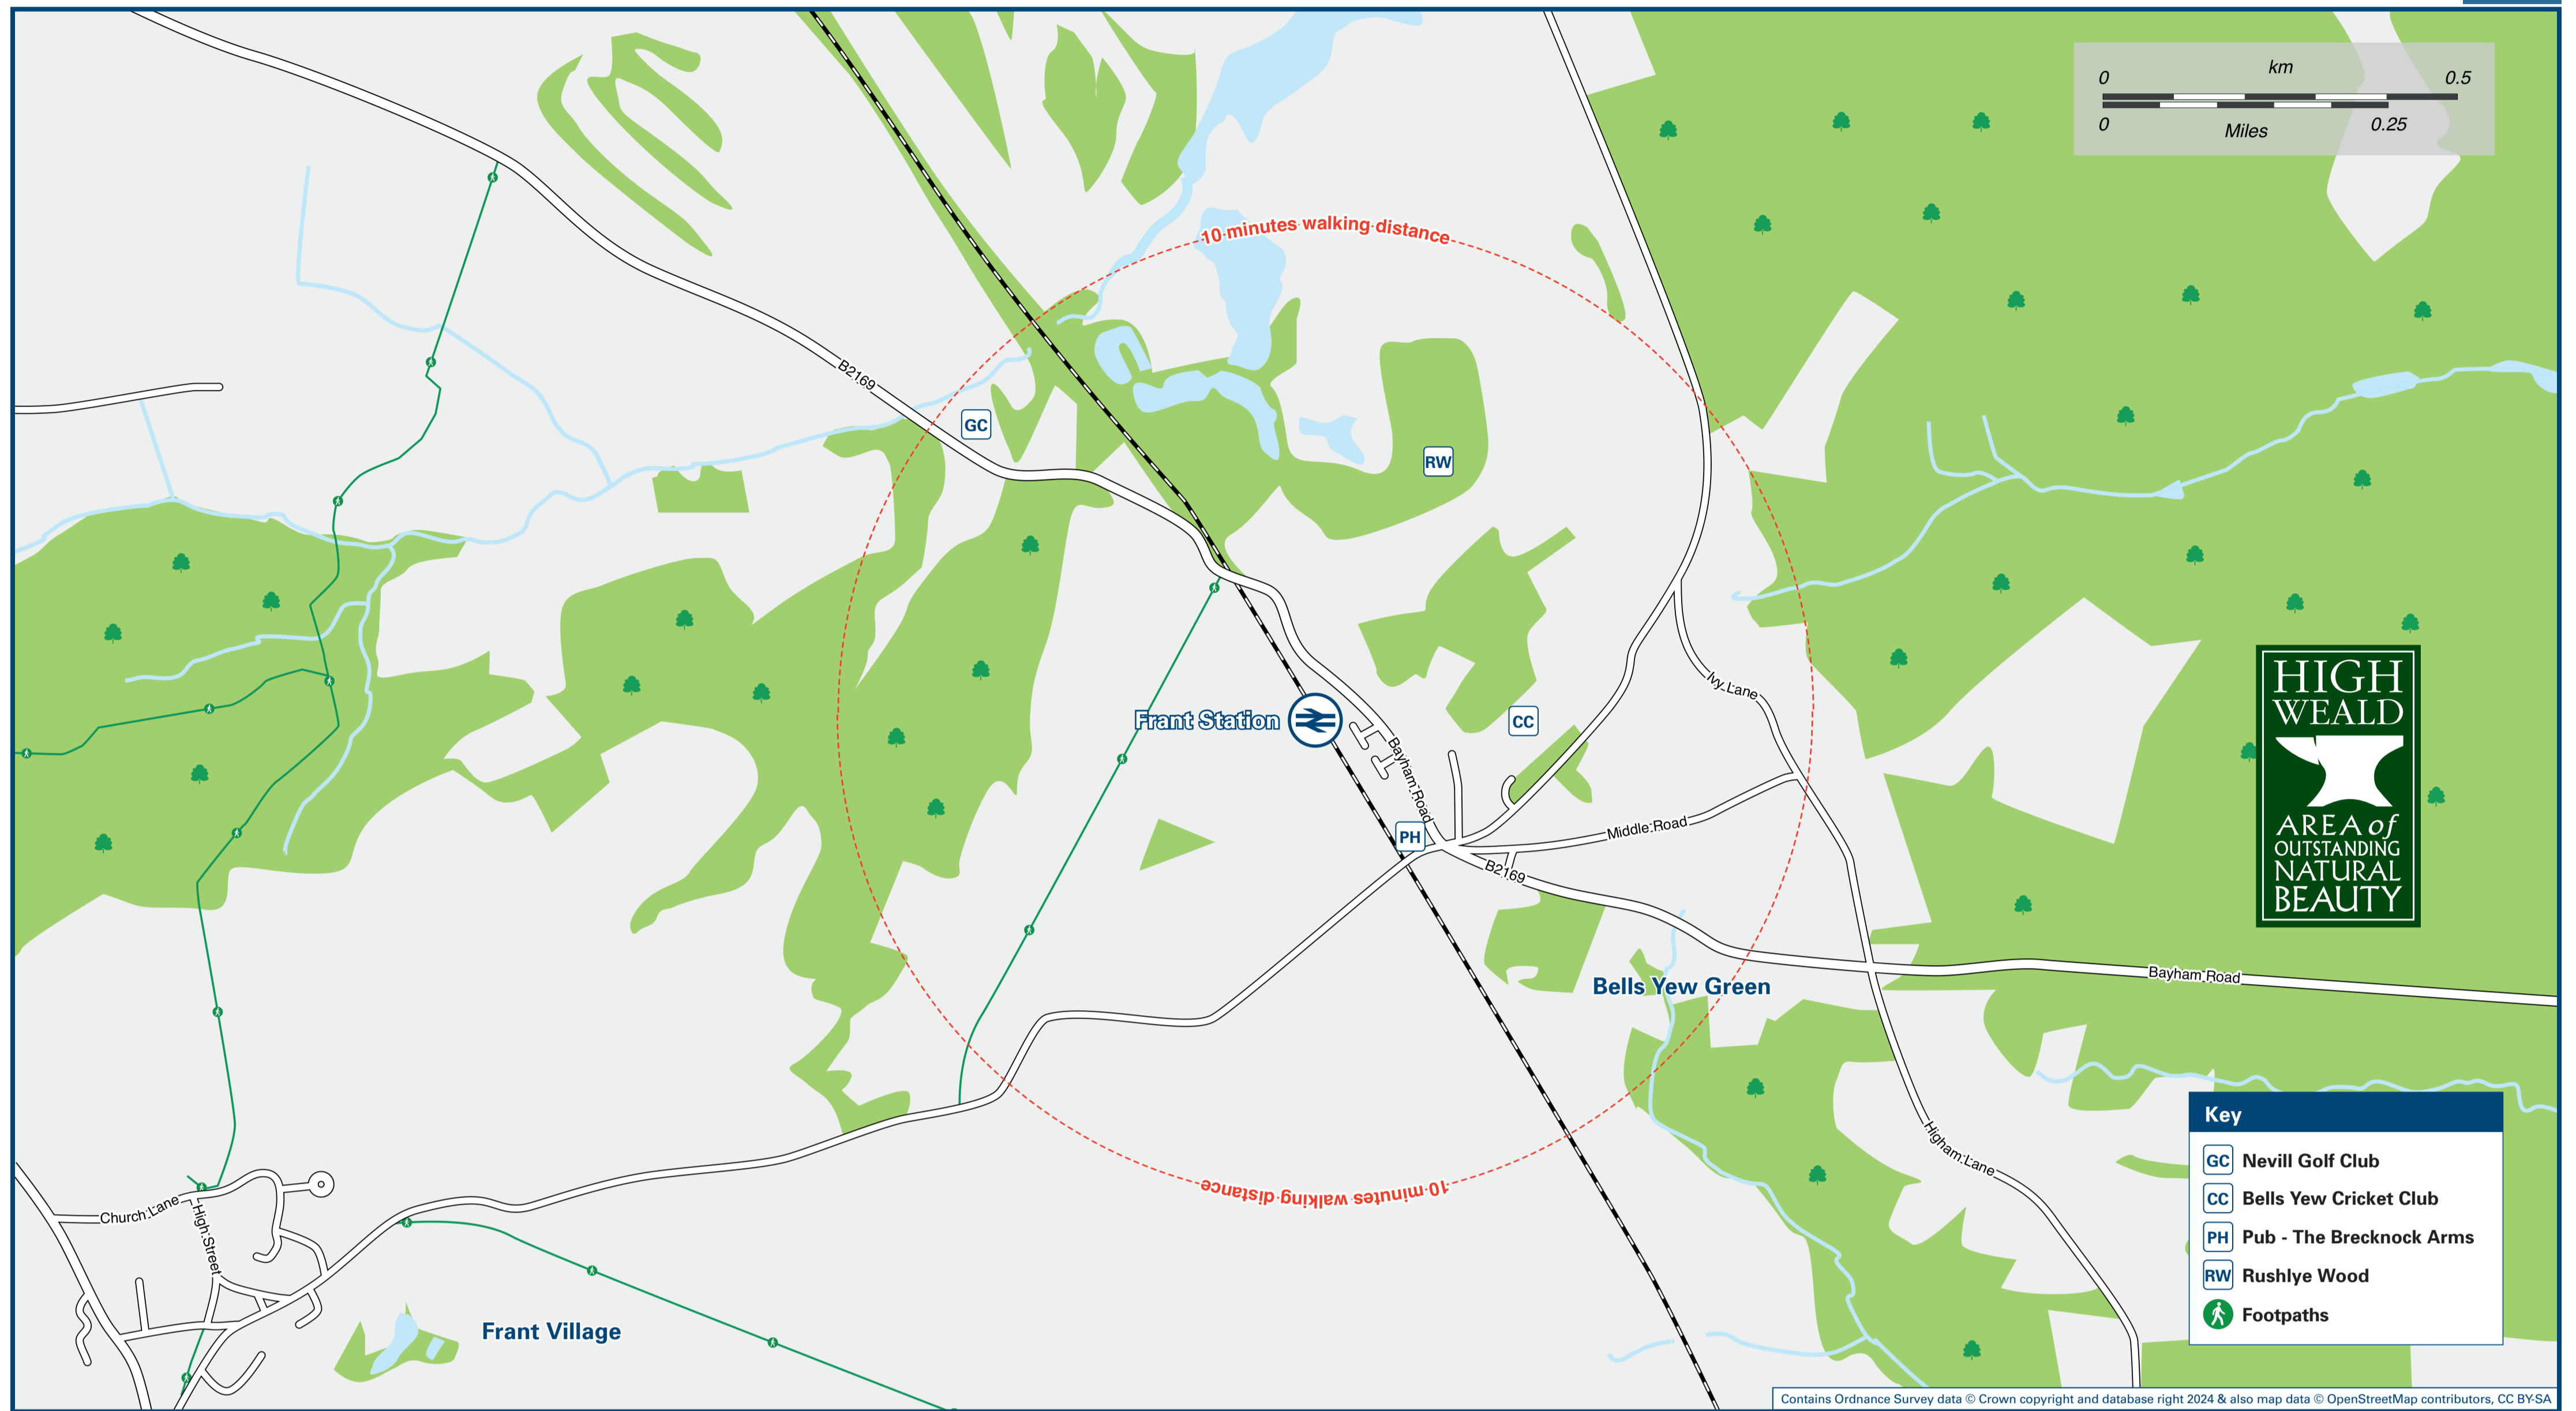 km
0
0.5
0
Miles
0.25
10 minutes walking distance
B2169
GC
RW
Ivy Lane
Frant Station
CC
Bayham Road
PH
Middle Road
B2169
HIGH
WEALD
AREA of
OUTSTANDING
NATURAL
BEAUTY
Bells Yew Green
Bayham Road
Higham Lane
10 minutes walking distance
Church Lane
High Street
Frant Village
Key
GC Nevill Golf Club
CC Bells Yew Cricket Club
PH Pub - The Brecknock Arms
RW Rushlye Wood
Footpaths
Contains Ordnance Survey data © Crown copyright and database right 2024 & also map data © OpenStreetMap contributors, CC BY-SA